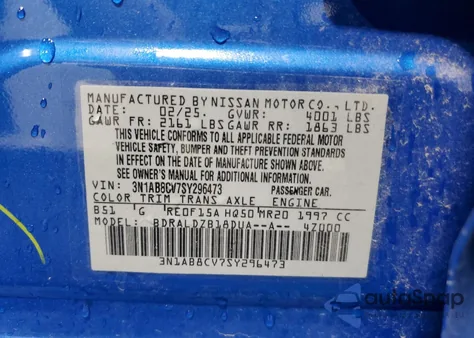 MANUFACTURED BY NISSAN MOTOR CO., LTD.
DATE: 02/25. GVWR: 4001 LBS
GAWR FR: 2161 LBS GAWR RR: 1863 LBS
THIS VEHICLE CONFORMS TO ALL APPLICABLE FEDERAL MOTOR
VEHICLE SAFETY, BUMPER AND THEFT PREVENTION STANDARDS
IN EFFECT ON THE DATE OF MANUFACTURE SHOWN ABOVE.
SEE OWNER'S MANUAL FOR ADDITIONAL INFORMATION.
VIN: 3N1AB8CV7SY296473 PASSENGER CAR.
COLOR TRIM TRANS AXLE ENGINE
B51 G RE0F15A HQ50 MR20 1997 CC
MODEL: BDRALDZB18DUA--A-- 4Z000
3N1AB8CV7SY296473
autoSnap